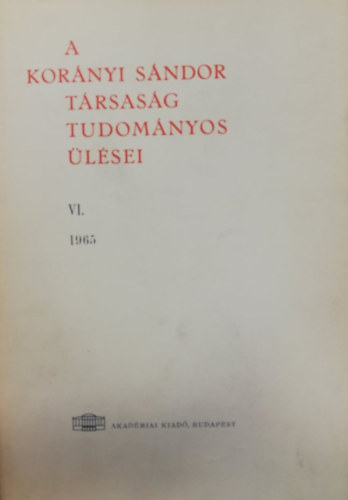 A
KORÁNYI SÁNDOR
TÁRSASÁG
TUDOMÁNYOS
ÜLÉSEI
VI.
1965
AKADÉMIAI KIADÓ, BUDAPEST